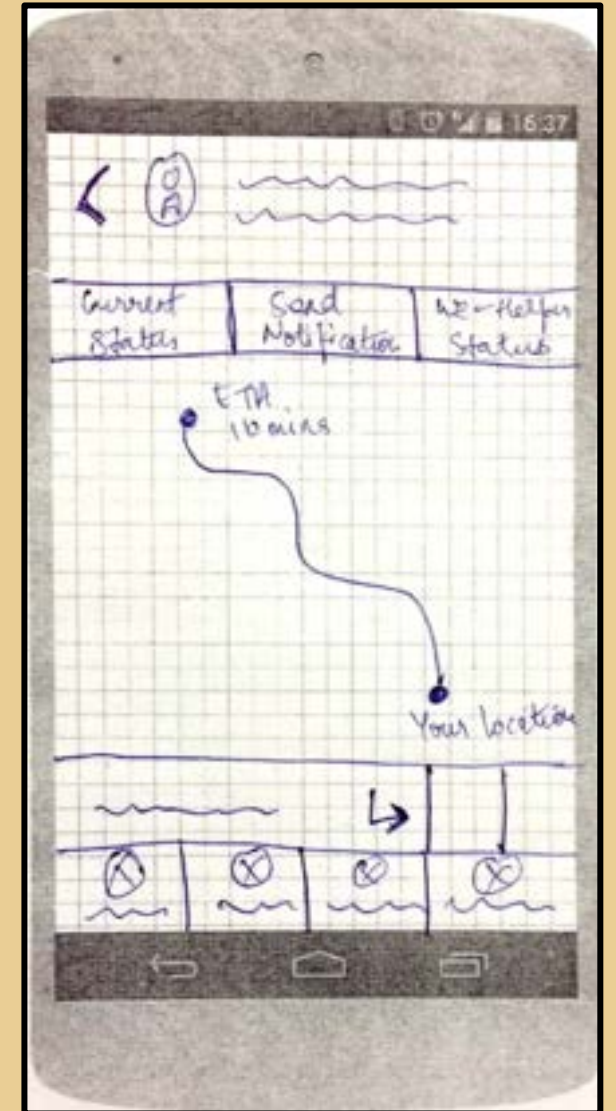 16:37
Current Send WE-Helper
Status Notification Status
ETA
10 mins
Your location